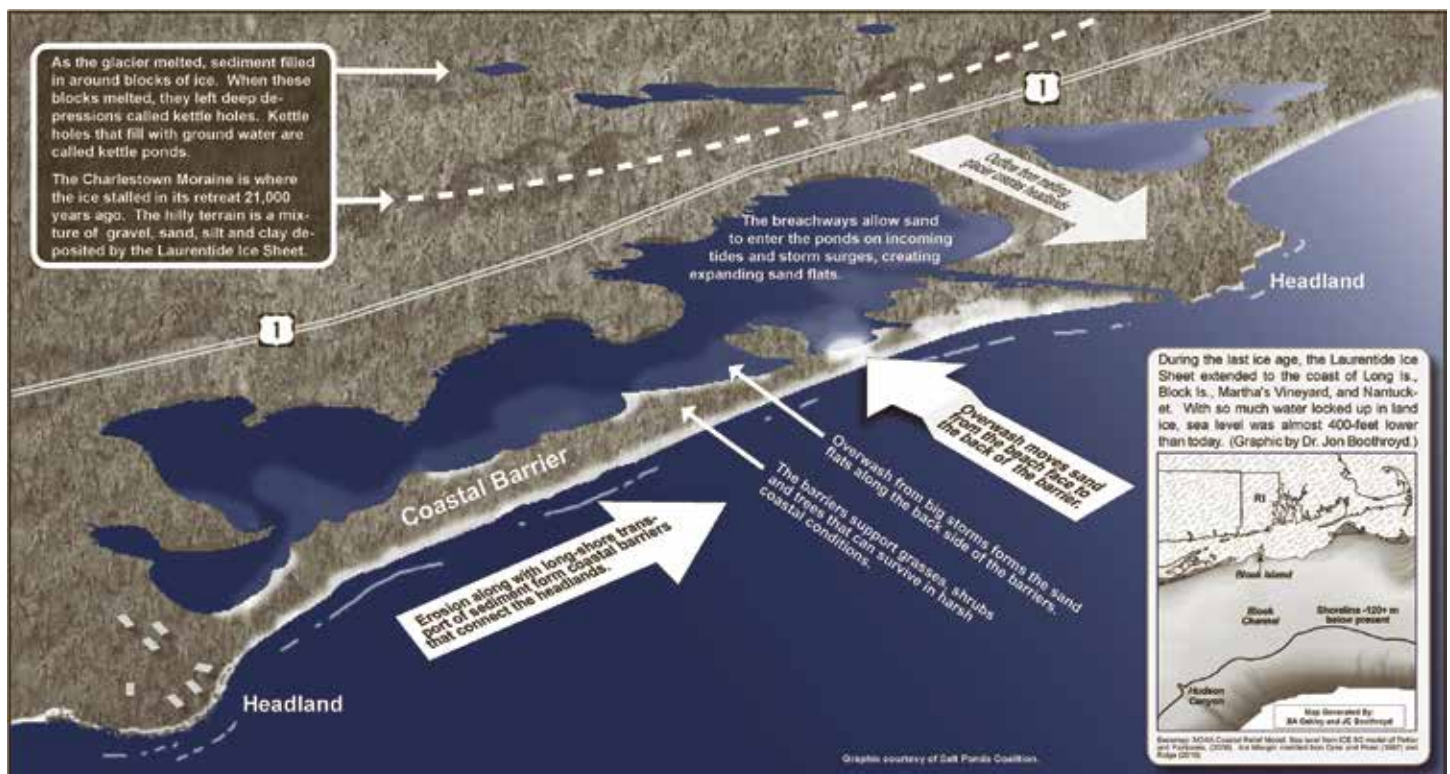 As the glacier melted, sediment filled
in around blocks of ice. When these
blocks melted, they left deep de-
pressions called kettle holes. Kettle
holes that fill with ground water are
called kettle ponds.
The Charlestown Moraine is where
the ice stalled in its retreat 21,000
years ago. The hilly terrain is a mix-
ture of gravel, sand, silt and clay de-
posited by the Laurentide Ice Sheet.
1
Outflow from melting
glacier creates headlands
The breachways allow sand
to enter the ponds on incoming
tides and storm surges, creating
expanding sand flats.
Headland
1
Coastal Barrier
Overwash moves sand
from the beach face to
the back of the barrier.
Overwash from big storms forms the sand
flats along the back side of the barriers.
The barriers support grasses, shrubs
and trees that can survive in harsh
coastal conditions.
Erosion along with long-shore trans-
port of sediment form coastal barriers
that connect the headlands.
Headland
During the last ice age, the Laurentide Ice
Sheet extended to the coast of Long Is.,
Block Is., Martha's Vineyard, and Nantuck-
et. With so much water locked up in land
ice, sea level was almost 400-feet lower
than today. (Graphic by Dr. Jon Boothroyd.)
RI
Block Island
Block
Channel
Shoreline -120+ m
below present
Hudson
Canyon
Map Generated By:
BA Oakley and JC Boothroyd
Graphic courtesy of Salt Ponds Coalition.